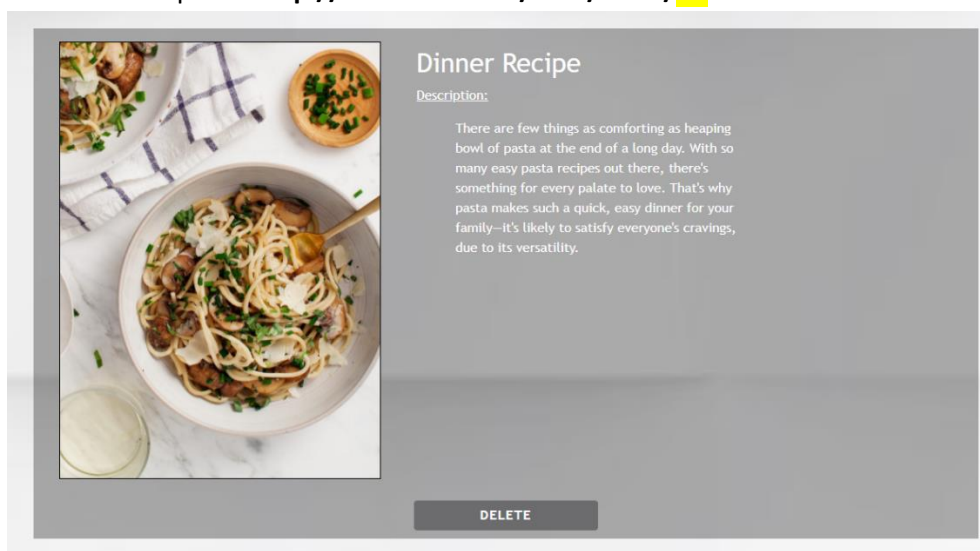 Dinner Recipe
Description:
There are few things as comforting as heaping
bowl of pasta at the end of a long day. With so
many easy pasta recipes out there, there's
something for every palate to love. That's why
pasta makes such a quick, easy dinner for your
family—it's likely to satisfy everyone's cravings,
due to its versatility.
DELETE